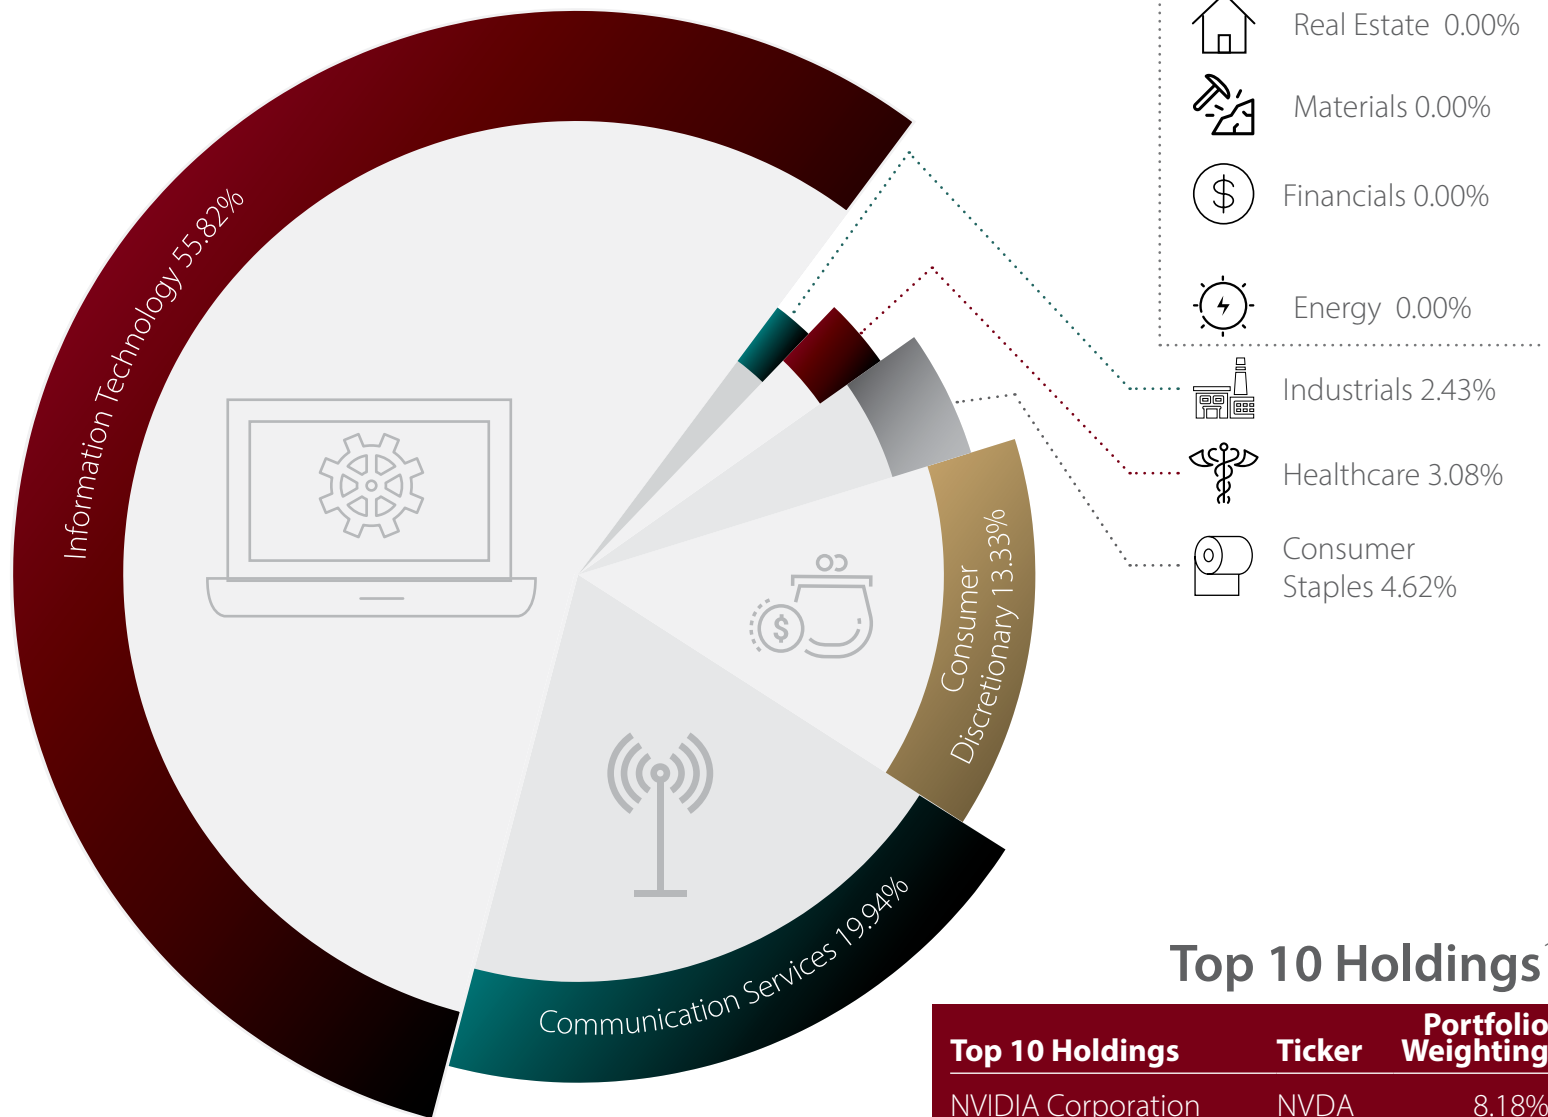 Real Estate 0.00%
Materials 0.00%
$
Financials 0.00%
Energy 0.00%
Industrials 2.43%
Healthcare 3.08%
Consumer
Staples 4.62%
Information Technology 55.82%
$
Consumer
Discretionary 13.33%
Communication Services 19.94%
Top 10 Holdings
Top 10 Holdings Ticker Portfolio Weighting
NVIDIA Corporation NVDA 8.18%